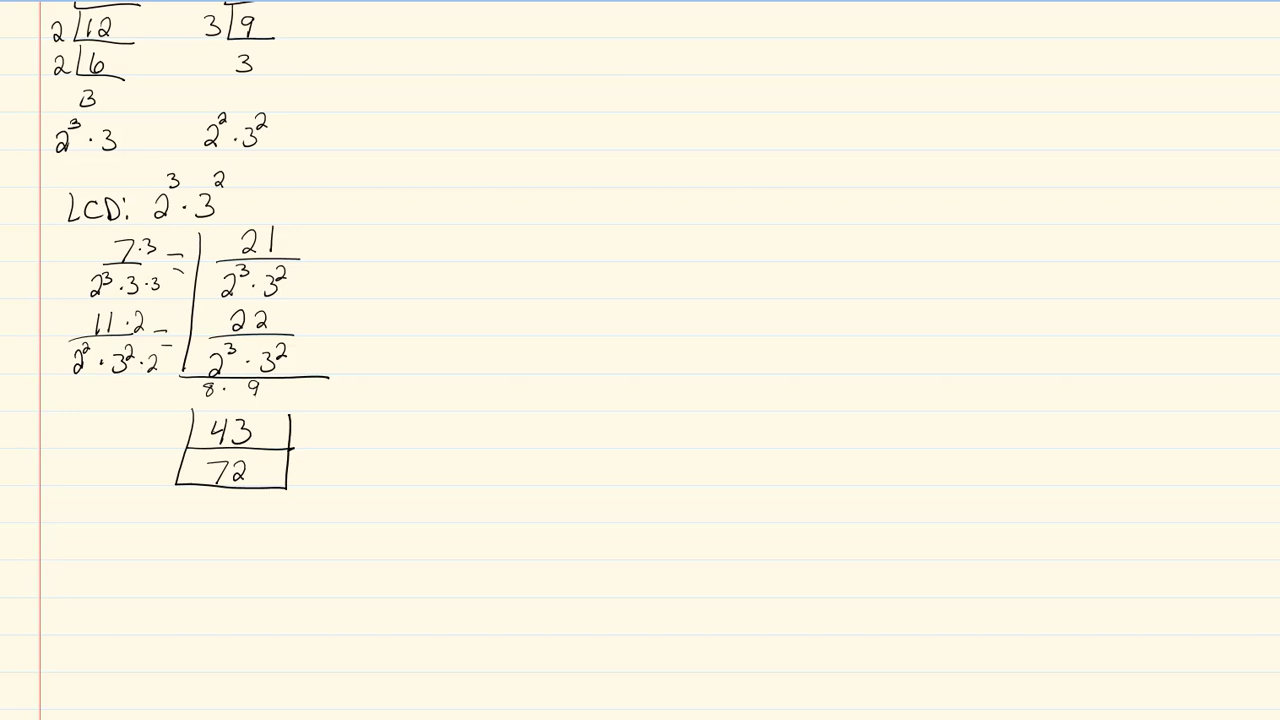 2 12 3 9
2 6 3
3
2³ · 3 2² · 3²
LCD: 2³ · 3²
7·3 = 21
2³ · 3 · 3 2³ · 3²
11 · 2 = 22
2² · 3² · 2 2³ · 3²
8 · 9
43
72